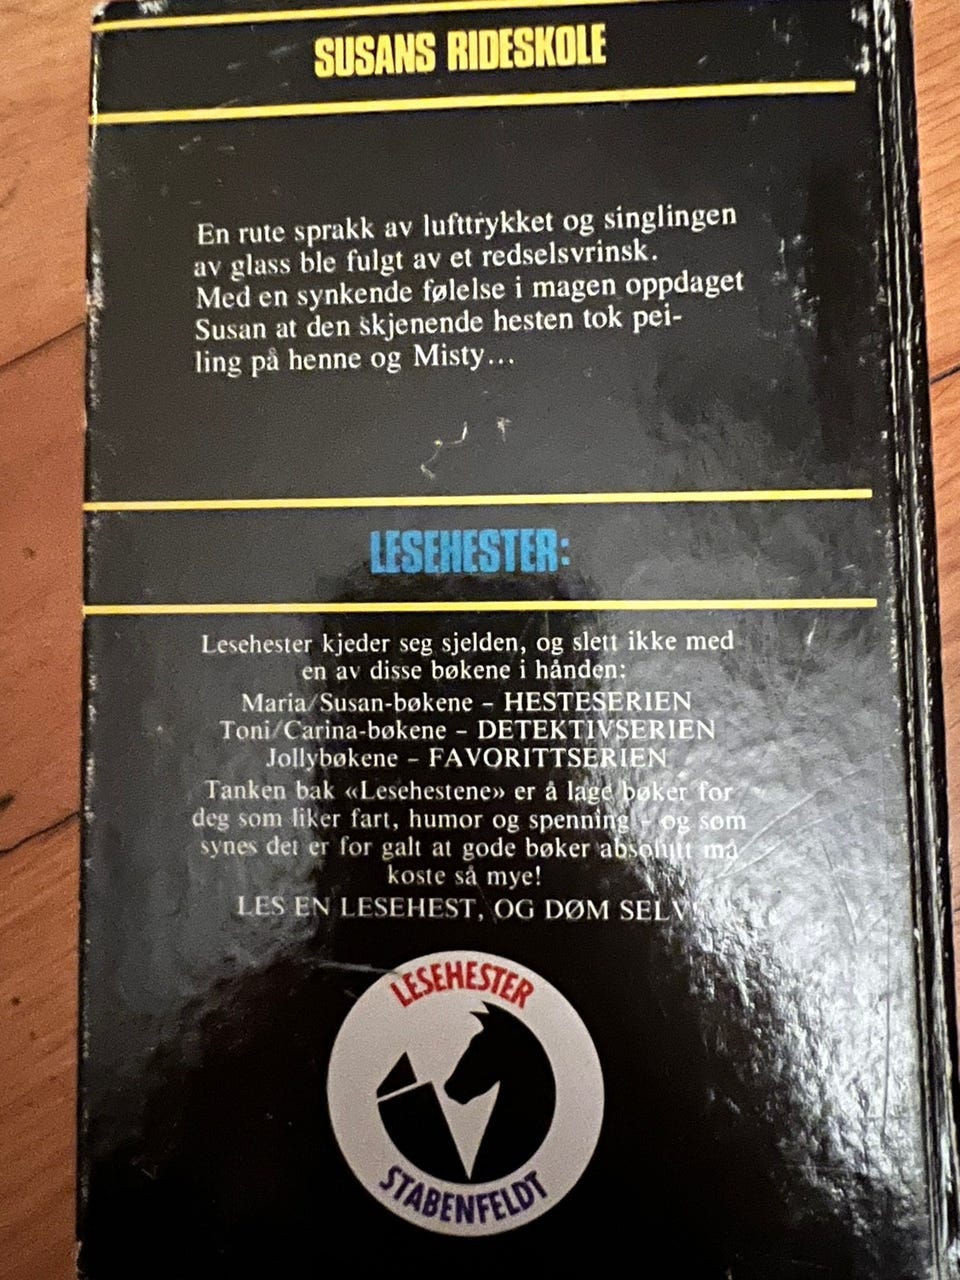 SUSANS RIDESKOLE
En rute sprakk av lufttrykket og singlingen
av glass ble fulgt av et redselsvrinsk.
Med en synkende følelse i magen oppdaget
Susan at den skjenende hesten tok pei-
ling på henne og Misty...
LESEHESTER:
Lesehester kjeder seg sjelden, og slett ikke med
en av disse bøkene i hånden:
Maria/Susan-bøkene – HESTESERIEN
Toni/Carina-bøkene – DETEKTIVSERIEN
Jollybøkene – FAVORITTSERIEN
Tanken bak «Lesehestene» er å lage bøker for
deg som liker fart, humor og spenning – og som
synes det er for galt at gode bøker absolutt må
koste så mye!
LES EN LESEHEST, OG DØM SELV!
LESEHESTER
STABENFELDT